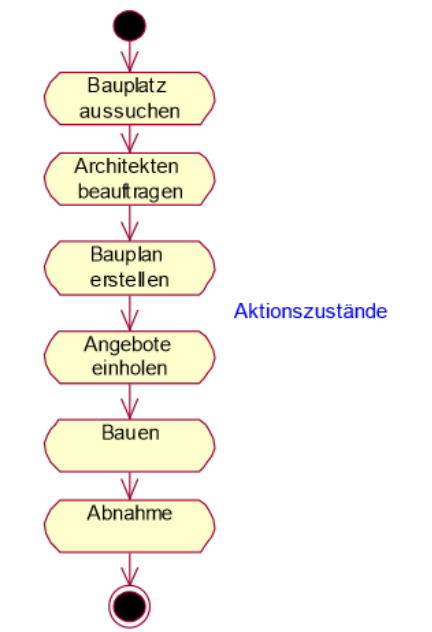 Bauplatz
aussuchen
Architekten
beauftragen
Bauplan
erstellen
Aktionszustände
Angebote
einholen
Bauen
Abnahme